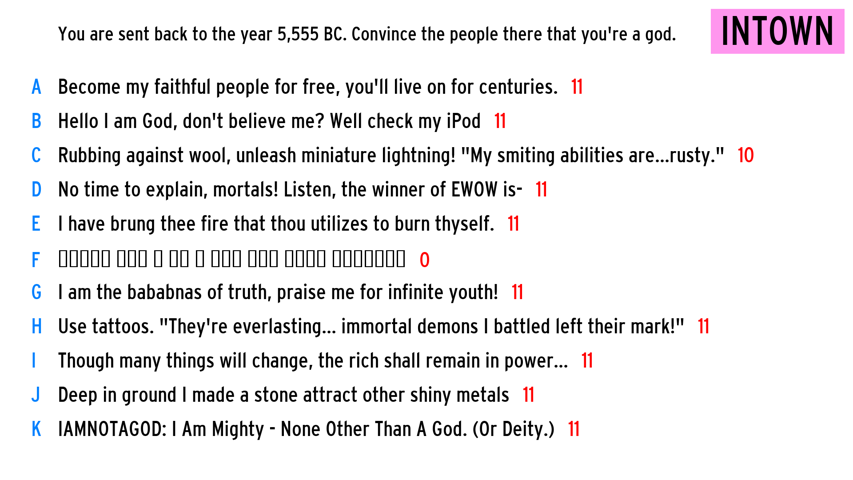 You are sent back to the year 5,555 BC. Convince the people there that you're a god.
INTOWN
A Become my faithful people for free, you'll live on for centuries. 11
B Hello I am God, don't believe me? Well check my iPod 11
C Rubbing against wool, unleash miniature lightning! "My smiting abilities are...rusty." 10
D No time to explain, mortals! Listen, the winner of EWOW is- 11
E I have brung thee fire that thou utilizes to burn thyself. 11
F 0
G I am the bababnas of truth, praise me for infinite youth! 11
H Use tattoos. "They're everlasting... immortal demons I battled left their mark!" 11
I Though many things will change, the rich shall remain in power... 11
J Deep in ground I made a stone attract other shiny metals 11
K IAMNOTAGOD: I Am Mighty - None Other Than A God. (Or Deity.) 11